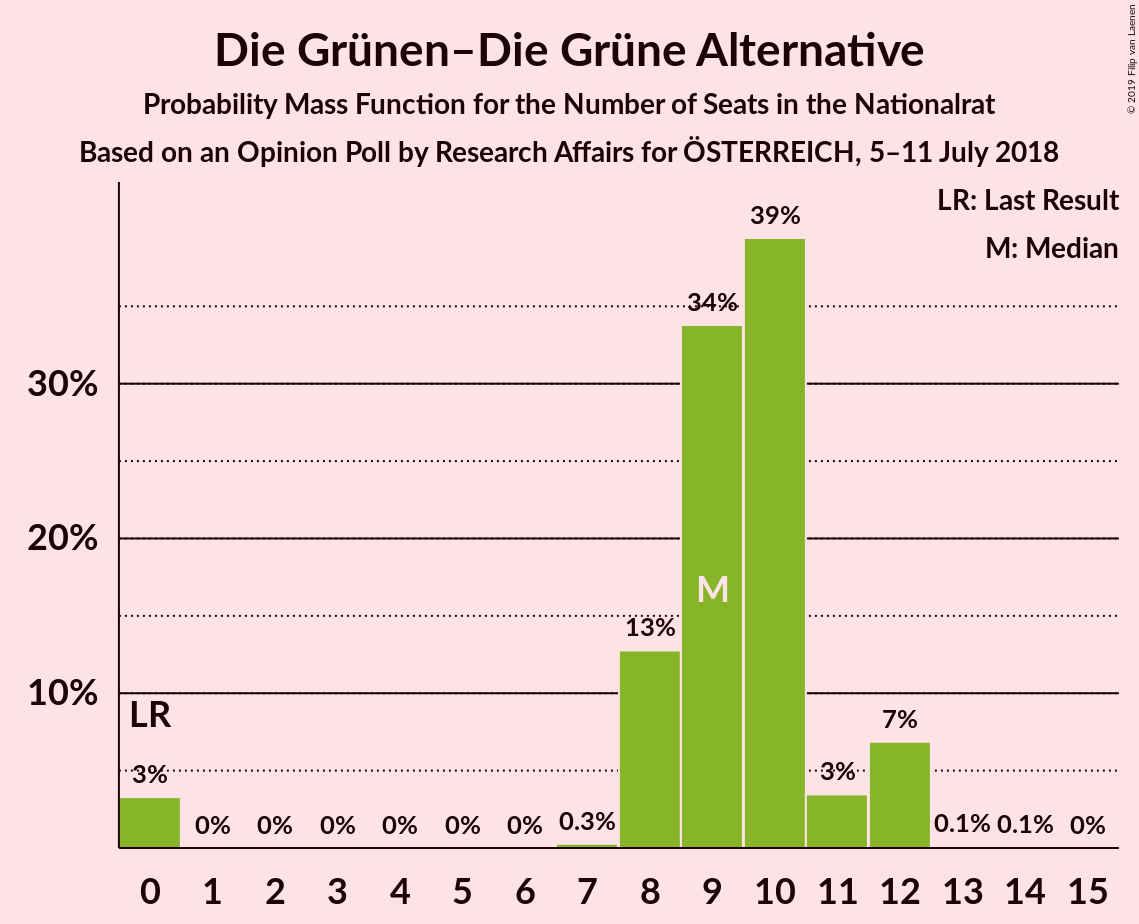 Die Grünen–Die Grüne Alternative
Probability Mass Function for the Number of Seats in the Nationalrat
Based on an Opinion Poll by Research Affairs for ÖSTERREICH, 5–11 July 2018
© 2019 Filip van Laenen
LR: Last Result
M: Median
39%
34%
30%
20%
M
13%
10%
LR
7%
3%
3%
0%
0%
0%
0%
0%
0%
0.3%
0.1%
0.1%
0%
0 1 2 3 4 5 6 7 8 9 10 11 12 13 14 15